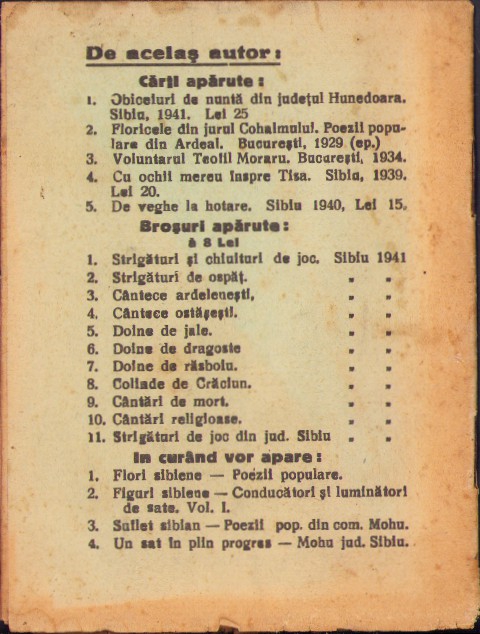 De acelaş autor:
Cărţi apărute:
1. Obiceiuri de nuntă din judeţul Hunedoara.
Sibiu, 1941. Lei 25
2. Floricele din jurul Cohalmului. Poezii popu-
lare din Ardeal. Bucureşti, 1929 (ep.)
3. Voluntarul Teofil Moraru. Bucureşti, 1934.
4. Cu ochii mereu înspre Tisa. Sibiu, 1939.
Lei 20.
5. De veghe la hotare. Sibiu 1940, Lei 15.
Broşuri apărute:
à 8 Lei
1. Strigături şi chiuituri de joc. Sibiu 1941
2. Strigături de ospăţ. „ „
3. Cântece ardeleneşti, „ „
4. Cântece ostăşeşti. „ „
5. Doine de jale. „ „
6. Doine de dragoste „ „
7. Doine de răsboiu. „ „
8. Colinde de Crăciun. „ „
9. Cântări de mort. „ „
10. Cântări religioase. „ „
11. Strigături de joc din jud. Sibiu „ „
In curând vor apare:
1. Flori sibiene — Poezii populare.
2. Figuri sibiene — Conducători şi luminători
de sate. Vol. I.
3. Suflet sibian — Poezii pop. din com. Mohu.
4. Un sat în plin progres — Mohu jud. Sibiu.